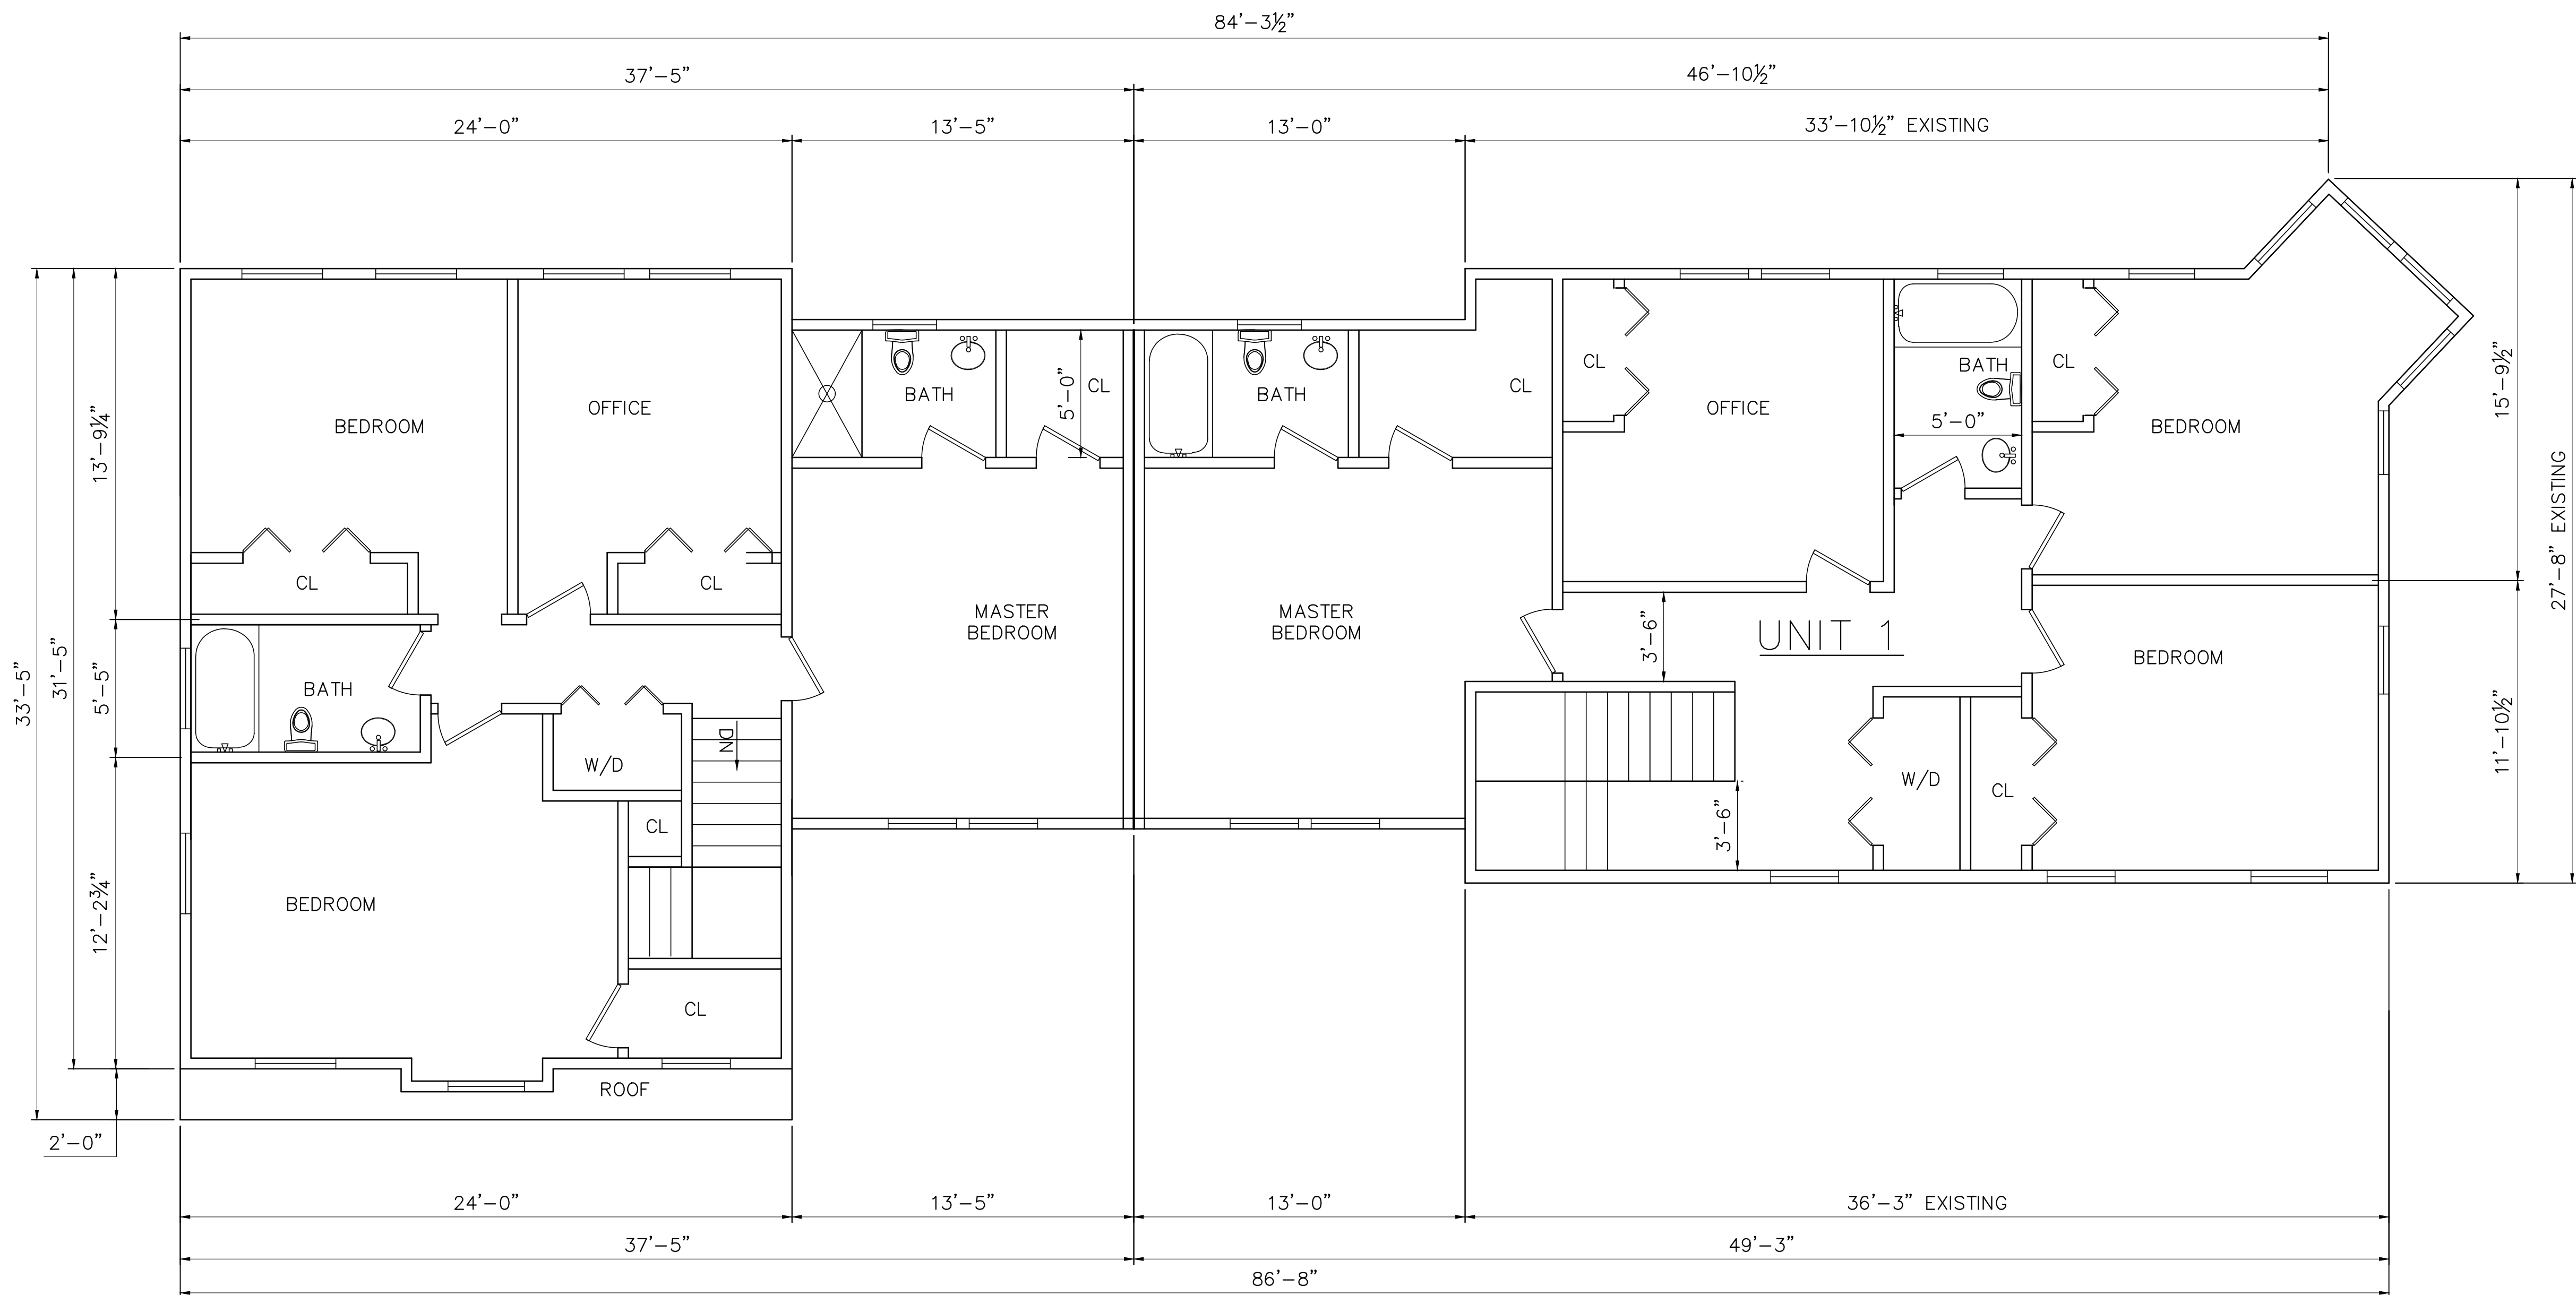 84'-3½"
37'-5"
46'-10½"
24'-0"
13'-5"
13'-0"
33'-10½" EXISTING
BEDROOM
OFFICE
BATH
CL
5'-0"
BATH
CL
CL
OFFICE
BATH
5'-0"
CL
BEDROOM
15'-9½"
27'-8" EXISTING
11'-10½"
13'-9¼"
33'-5"
31'-5"
5'-5"
12'-2¾"
2'-0"
CL
CL
BATH
MASTER
BEDROOM
MASTER
BEDROOM
3'-6"
UNIT 1
BEDROOM
DN
W/D
CL
3'-6"
W/D
CL
BEDROOM
CL
ROOF
24'-0"
13'-5"
13'-0"
36'-3" EXISTING
37'-5"
49'-3"
86'-8"